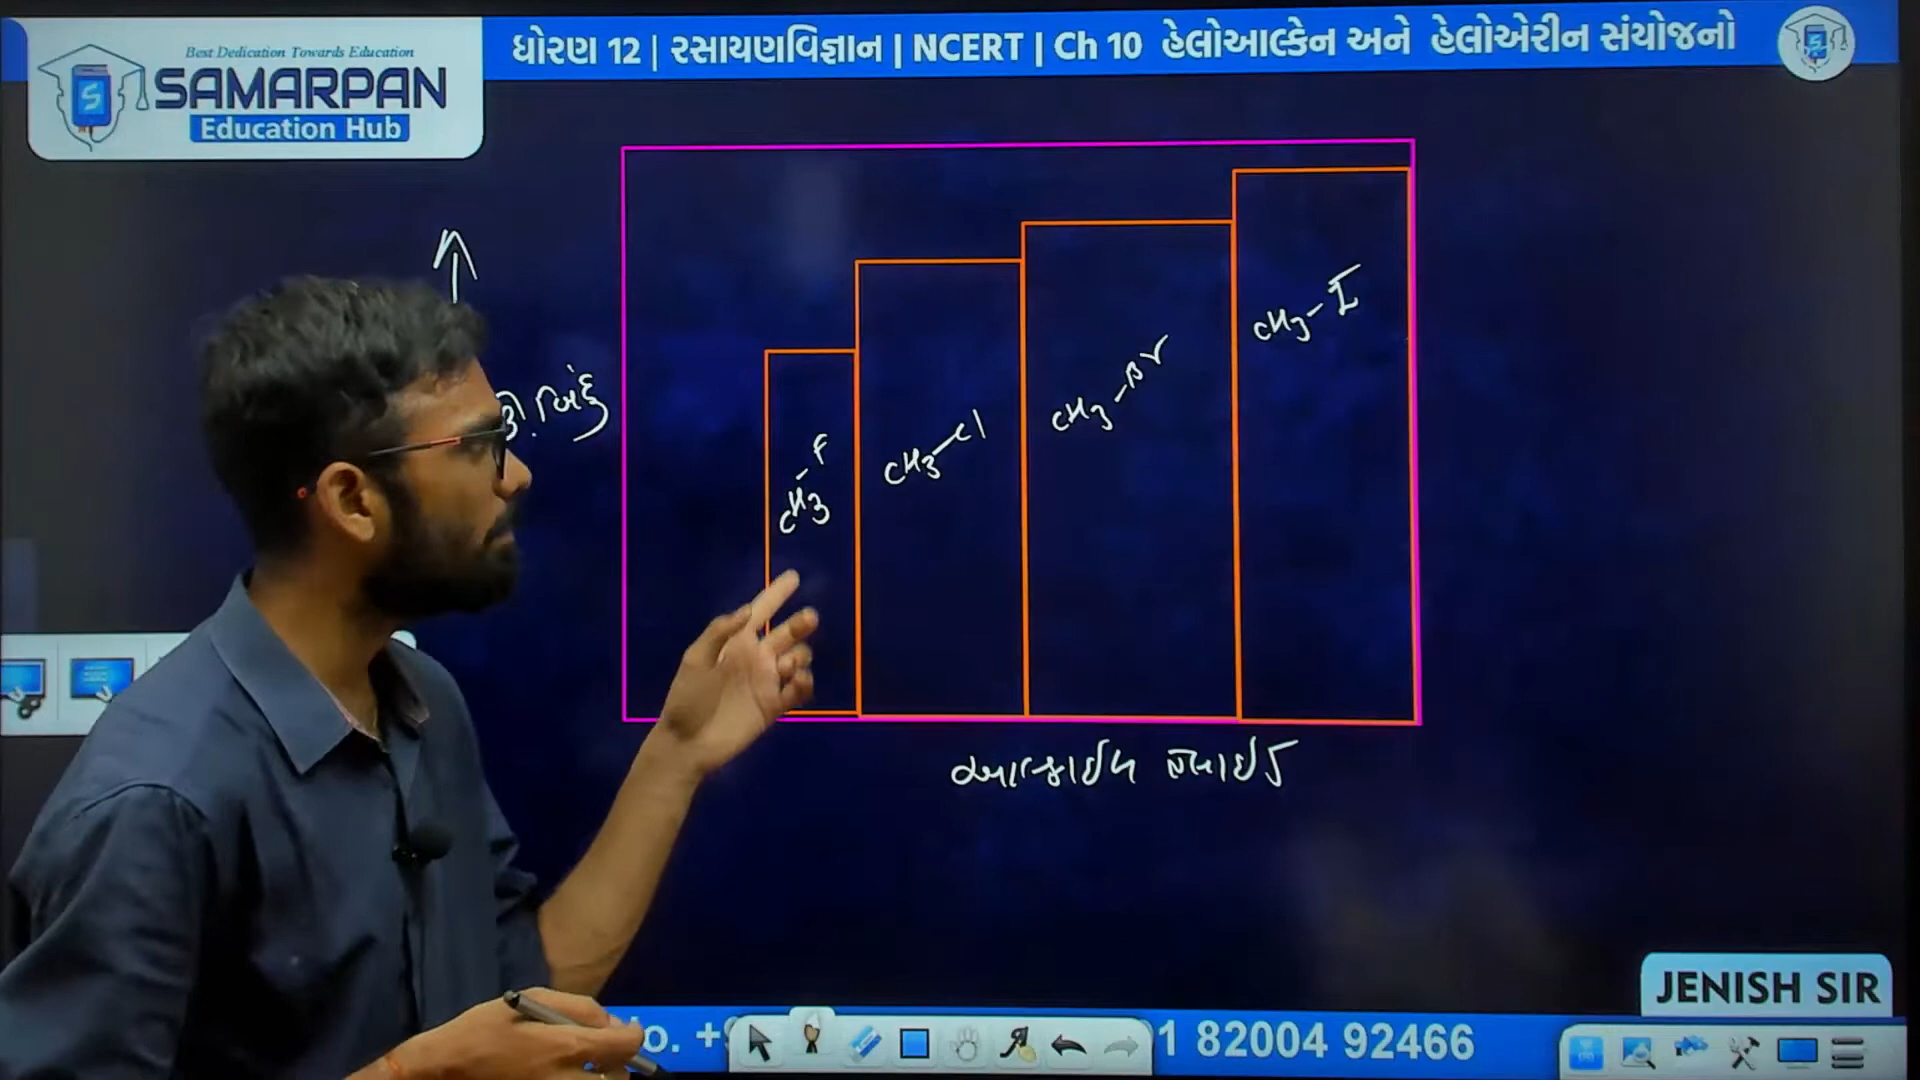 Best Dedication Towards Education
SAMARPAN
Education Hub
ધોરણ 12 | રસાયણવિજ્ઞાન | NCERT | Ch 10 હેલોઆલ્કેન અને હેલોએરીન સંયોજનો
ઉ. બિંદુ
CH3-F
CH3-Cl
CH3-Br
CH3-I
આલ્કાઈલ હેલાઈડ
JENISH SIR
o. +
1 82004 92466